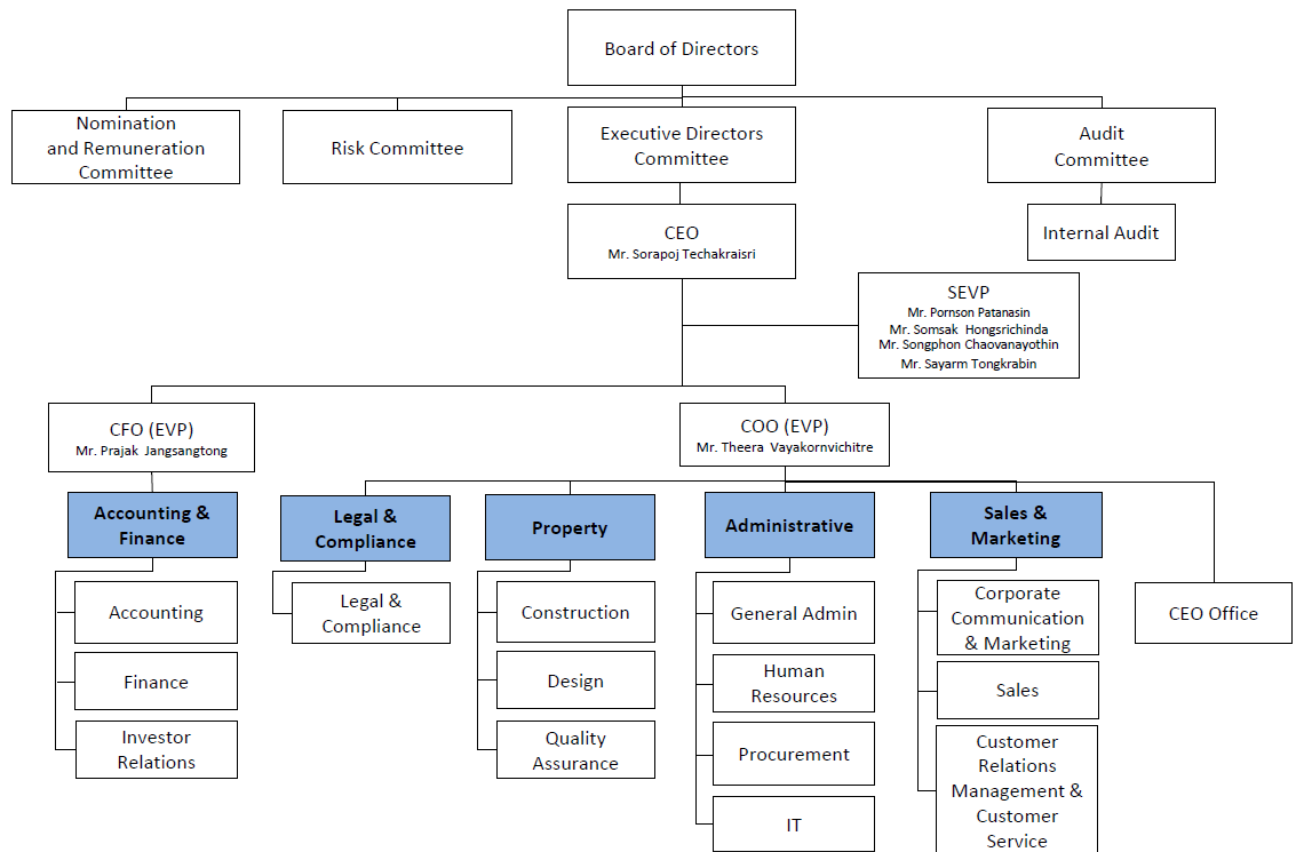 Board of Directors
Nomination
and Remuneration
Committee
Risk Committee
Executive Directors
Committee
Audit
Committee
CEO
Mr. Sorapoj Techakraisri
Internal Audit
SEVP
Mr. Pornson Patanasin
Mr. Somsak Hongsrichinda
Mr. Songphon Chaovanayothin
Mr. Sayarm Tongkrabin
CFO (EVP)
Mr. Prajak Jangsangtong
COO (EVP)
Mr. Theera Vayakornvichitre
Accounting &
Finance
Legal &
Compliance
Property
Administrative
Sales &
Marketing
Accounting
Finance
Investor
Relations
Legal &
Compliance
Construction
Design
Quality
Assurance
General Admin
Human
Resources
Procurement
IT
Corporate
Communication
& Marketing
Sales
Customer
Relations
Management &
Customer
Service
CEO Office